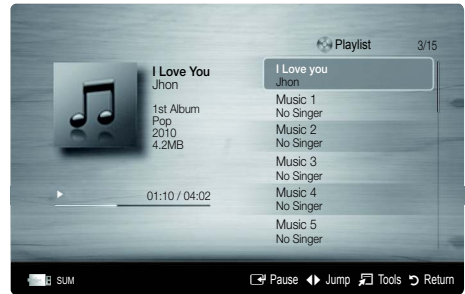 Playlist 3/15
I Love You
Jhon
1st Album
Pop
2010
4.2MB
01:10 / 04:02
I Love you
Jhon
Music 1
No Singer
Music 2
No Singer
Music 3
No Singer
Music 4
No Singer
Music 5
No Singer
SUM
Pause Jump Tools Return